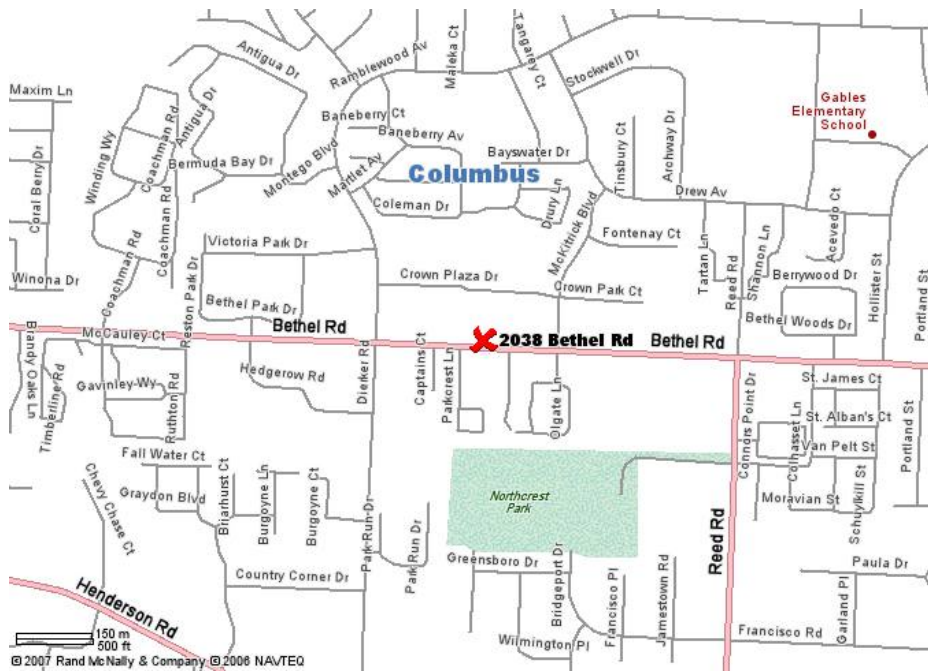 Antigua Dr
Ramblewood Av
Maleka Ct
Tangarey Ct
Stockwell Dr
Maxim Ln
Gables
Elementary
School
Baneberry Ct
Baneberry Av
Coachman Rd
Antigua Dr
Winding Wy
Bermuda Bay Dr
Montego Blvd
Martlet Av
Columbus
Bayswater Dr
Tinsbury Ct
Archway Dr
Drew Av
Coral Berry Dr
Coleman Dr
Drury Ln
McKitrick Blvd
Fontenay Ct
Coachman Rd
Coachman Rd
Victoria Park Dr
Tartan Ln
Reed Rd
Shannon Ln
Acevedo Ct
Berrywood Dr
Hollister St
Portland St
Winona Dr
Reston Park Dr
Bethel Park Dr
Crown Plaza Dr
Crown Park Ct
Bethel Woods Dr
Bethel Rd
McCauley Ct
2038 Bethel Rd
Bethel Rd
Brandy Oaks Ln
Timberline Rd
Gavinley Wy
Ruthton Rd
Hedgerow Rd
Dierker Rd
Captains Ct
Parkcrest Ln
Olgate Ln
St. James Ct
St. Alban's Ct
Connors Point Dr
Colhasset Ln
Van Pelt St
Portland St
Fall Water Ct
Graydon Blvd
Chevy Chase Ct
Briarhurst Ct
Burgoyne Ln
Burgoyne Ct
Park Run Dr
Park Run Dr
Northcrest
Park
Moravian St
Schuylkill St
Greensboro Dr
Bridgeport Dr
Reed Rd
Paula Dr
Country Corner Dr
Henderson Rd
Francisco Pl
Jamestown Rd
Garland Pl
Wilmington Pl
Francisco Rd
150 m
500 ft
© 2007 Rand McNally & Company © 2006 NAVTEQ